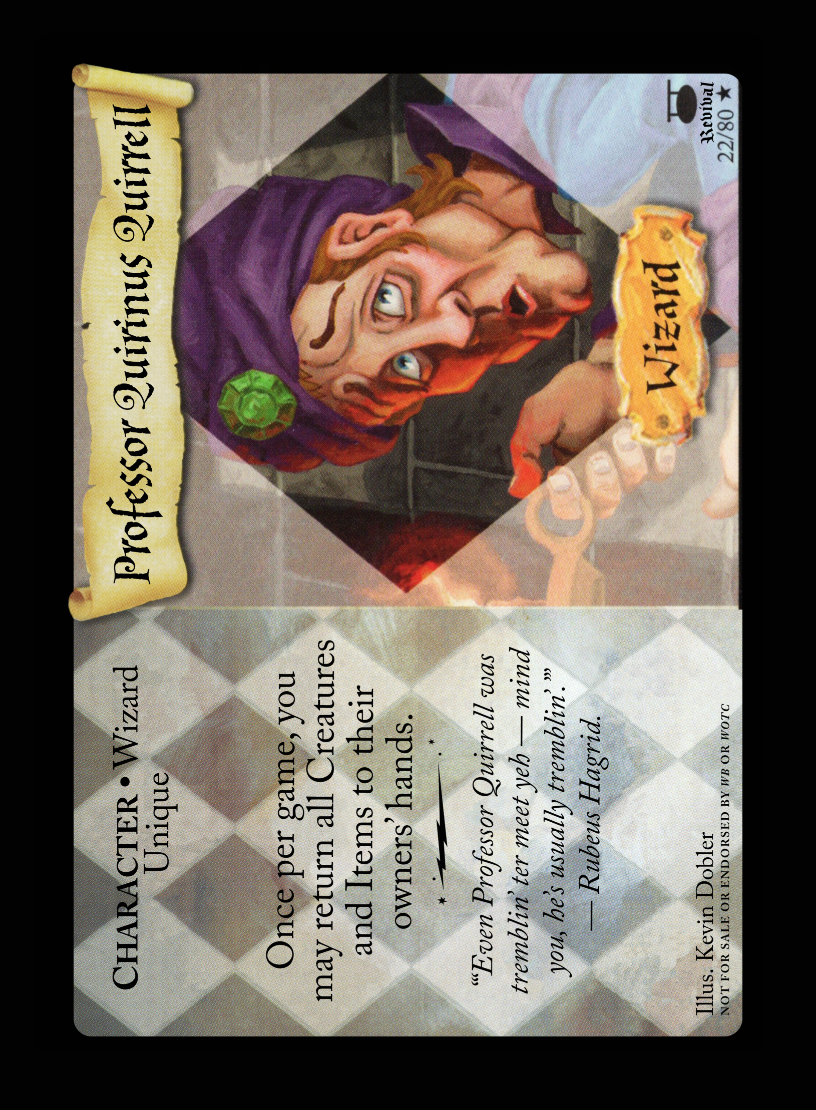 Professor Quirinus Quirrell
CHARACTER • Wizard
Unique
Once per game, you
may return all Creatures
and Items to their
owners' hands.
“Even Professor Quirrell was
tremblin' ter meet yeh — mind
you, he's usually tremblin'.’”
— Rubeus Hagrid.
Illus. Kevin Dobler
NOT FOR SALE OR ENDORSED BY WB OR WOTC
Wizard
Revival
22/80 ★